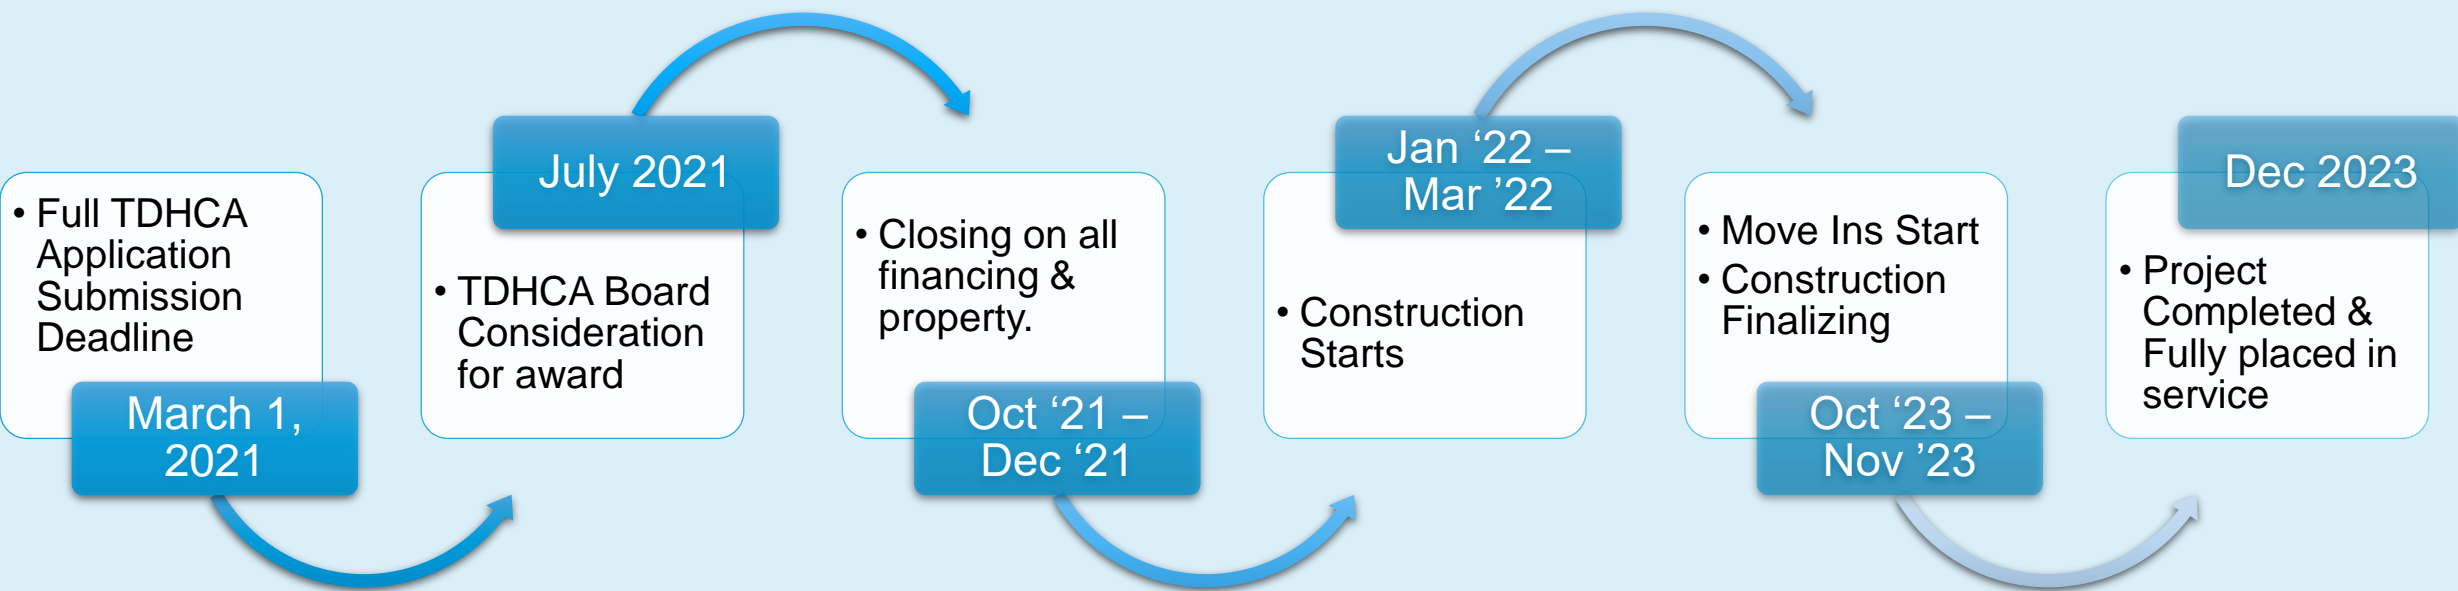 • Full TDHCA
Application
Submission
Deadline
March 1,
2021
July 2021
• TDHCA Board
Consideration
for award
• Closing on all
financing &
property.
Oct ‘21 –
Dec ‘21
Jan ‘22 –
Mar ’22
• Construction
Starts
• Move Ins Start
• Construction
Finalizing
Oct ‘23 –
Nov ’23
Dec 2023
• Project
Completed &
Fully placed in
service